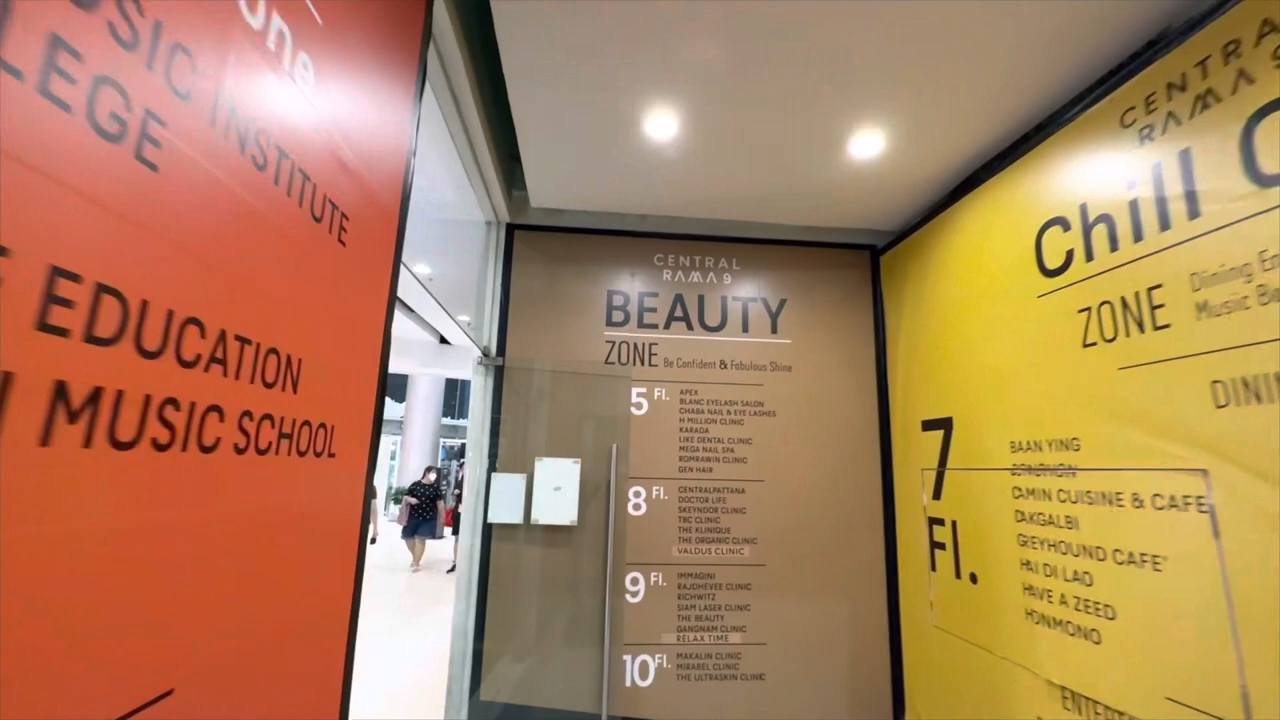 one
MUSIC INSTITUTE
LEGE
EDUCATION
MUSIC SCHOOL
CENTRAL
RAMA 9
BEAUTY
ZONE Be Confident & Fabulous Shine
5 Fl.
APEX
BLANC EYELASH SALON
CHABA NAIL & EYE LASHES
H MILLION CLINIC
KARADA
LIKE DENTAL CLINIC
MEGA NAIL SPA
ROMRAWIN CLINIC
GEN HAIR
8 Fl.
CENTRALPATTANA
DOCTOR LIFE
SKEYNDOR CLINIC
TBC CLINIC
THE KLINIQUE
THE ORGANIC CLINIC
VALDUS CLINIC
9 Fl.
IMMAGINI
RAJDHEVEE CLINIC
RICHWITZ
SIAM LASER CLINIC
THE BEAUTY
GANGNAM CLINIC
RELAX TIME
10 Fl.
MAKALIN CLINIC
MIRABEL CLINIC
THE ULTRASKIN CLINIC
CENTRA
RAMA
Chill
ZONE
Dining
Music
DINI
7 Fl.
BAAN YING
CAMIN CUISINE & CAFE
DAKGALBI
GREYHOUND CAFE'
HAI DI LAO
HAVE A ZEED
HONMONO